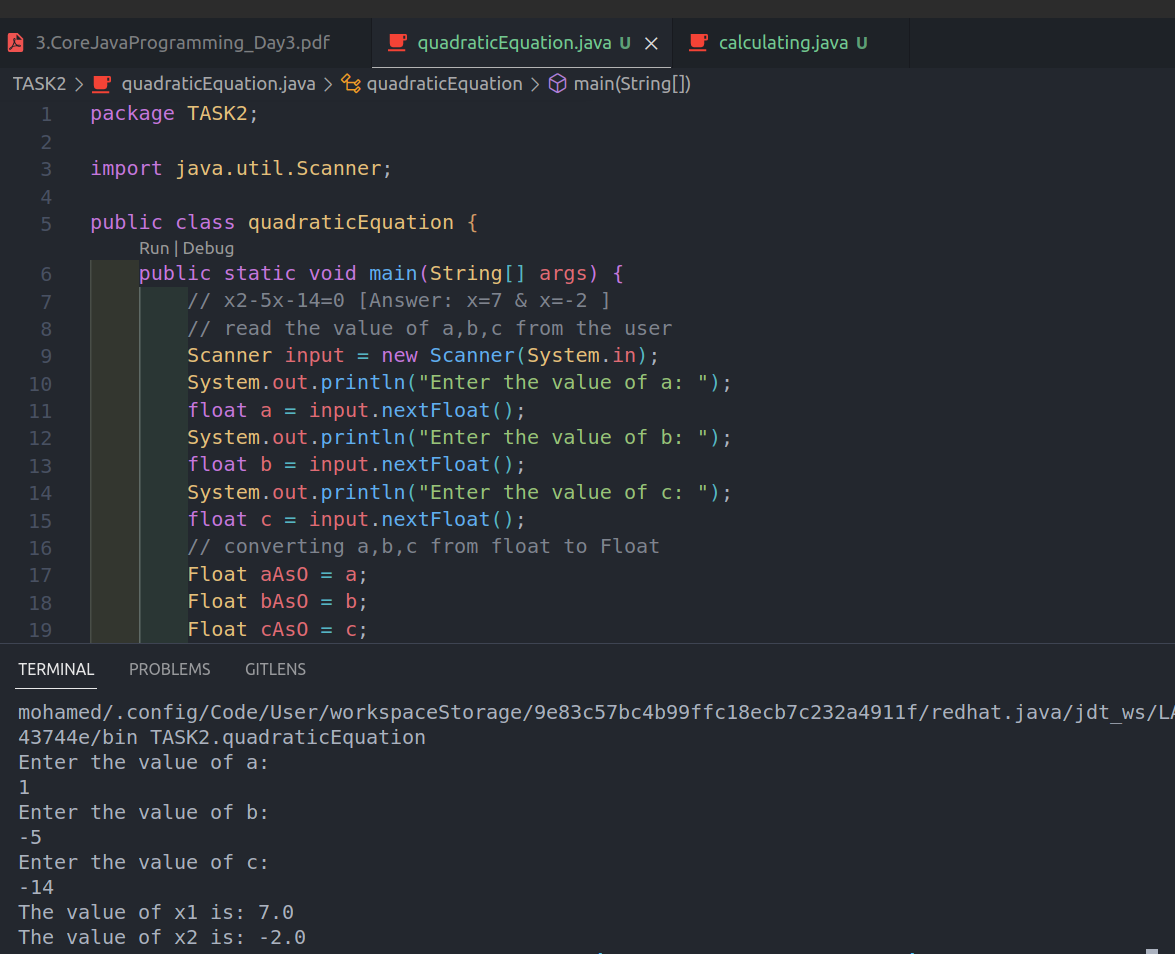 3.CoreJavaProgramming_Day3.pdf quadraticEquation.java U calculating.java U
TASK2 > quadraticEquation.java > quadraticEquation > main(String[])
1 package TASK2;
2
3 import java.util.Scanner;
4
5 public class quadraticEquation {
Run | Debug
6 public static void main(String[] args) {
7 // x2-5x-14=0 [Answer: x=7 & x=-2 ]
8 // read the value of a,b,c from the user
9 Scanner input = new Scanner(System.in);
10 System.out.println("Enter the value of a: ");
11 float a = input.nextFloat();
12 System.out.println("Enter the value of b: ");
13 float b = input.nextFloat();
14 System.out.println("Enter the value of c: ");
15 float c = input.nextFloat();
16 // converting a,b,c from float to Float
17 Float aAsO = a;
18 Float bAsO = b;
19 Float cAsO = c;
TERMINAL PROBLEMS GITLENS
mohamed/.config/Code/User/workspaceStorage/9e83c57bc4b99ffc18ecb7c232a4911f/redhat.java/jdt_ws/LA
43744e/bin TASK2.quadraticEquation
Enter the value of a:
1
Enter the value of b:
-5
Enter the value of c:
-14
The value of x1 is: 7.0
The value of x2 is: -2.0